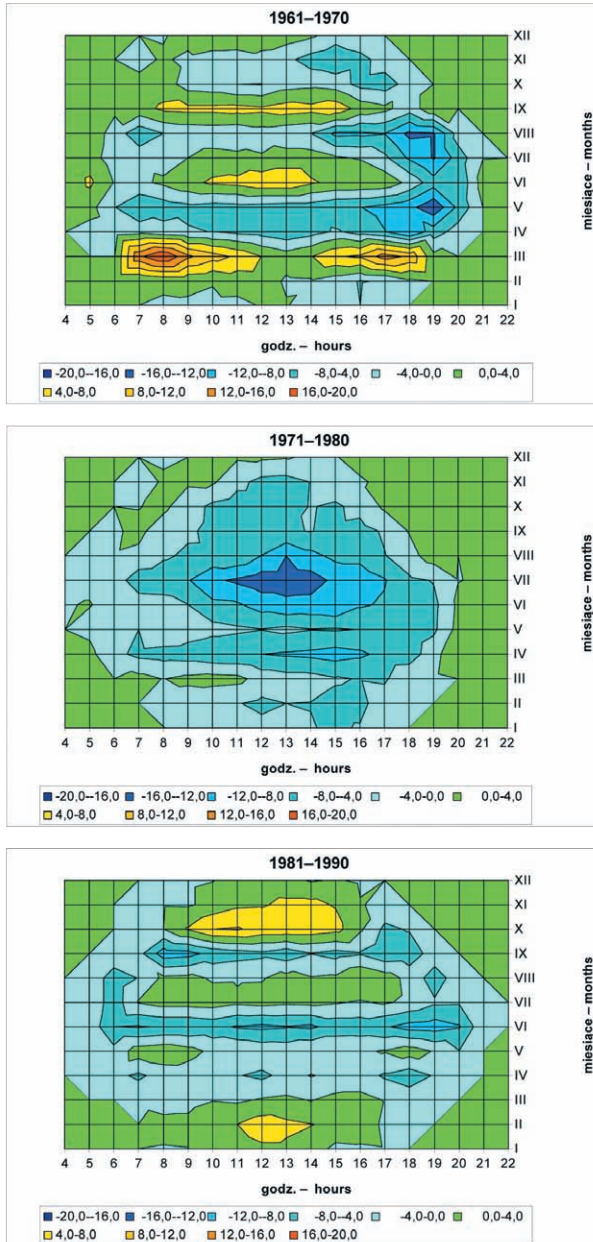 1961–1970
XII
XI
X
IX
VIII
VII
VI
V
IV
III
II
I
miesiące – months
4 5 6 7 8 9 10 11 12 13 14 15 16 17 18 19 20 21 22
godz. – hours
-20,0--16,0 -16,0--12,0 -12,0--8,0 -8,0-4,0 -4,0-0,0 0,0-4,0
4,0-8,0 8,0-12,0 12,0-16,0 16,0-20,0
1971–1980
XII
XI
X
IX
VIII
VII
VI
V
IV
III
II
I
miesiące – months
4 5 6 7 8 9 10 11 12 13 14 15 16 17 18 19 20 21 22
godz. – hours
-20,0--16,0 -16,0--12,0 -12,0--8,0 -8,0--4,0 -4,0-0,0 0,0-4,0
4,0-8,0 8,0-12,0 12,0-16,0 16,0-20,0
1981–1990
XII
XI
X
IX
VIII
VII
VI
V
IV
III
II
I
miesiące – months
4 5 6 7 8 9 10 11 12 13 14 15 16 17 18 19 20 21 22
godz. – hours
-20,0--16,0 -16,0--12,0 -12,0--8,0 -8,0--4,0 -4,0-0,0 0,0-4,0
4,0-8,0 8,0-12,0 12,0-16,0 16,0-20,0